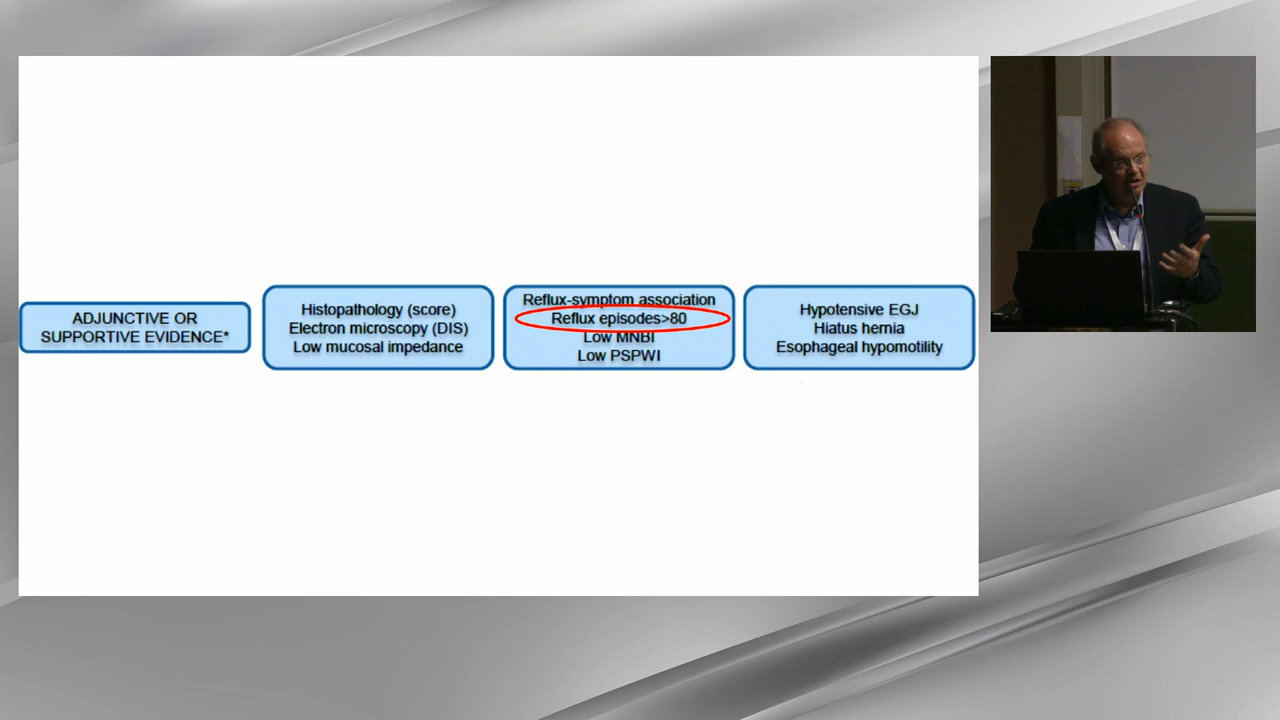 ADJUNCTIVE OR
SUPPORTIVE EVIDENCE*
Histopathology (score)
Electron microscopy (DIS)
Low mucosal impedance
Reflux-symptom association
Reflux episodes>80
Low MNBI
Low PSPWI
Hypotensive EGJ
Hiatus hernia
Esophageal hypomotility